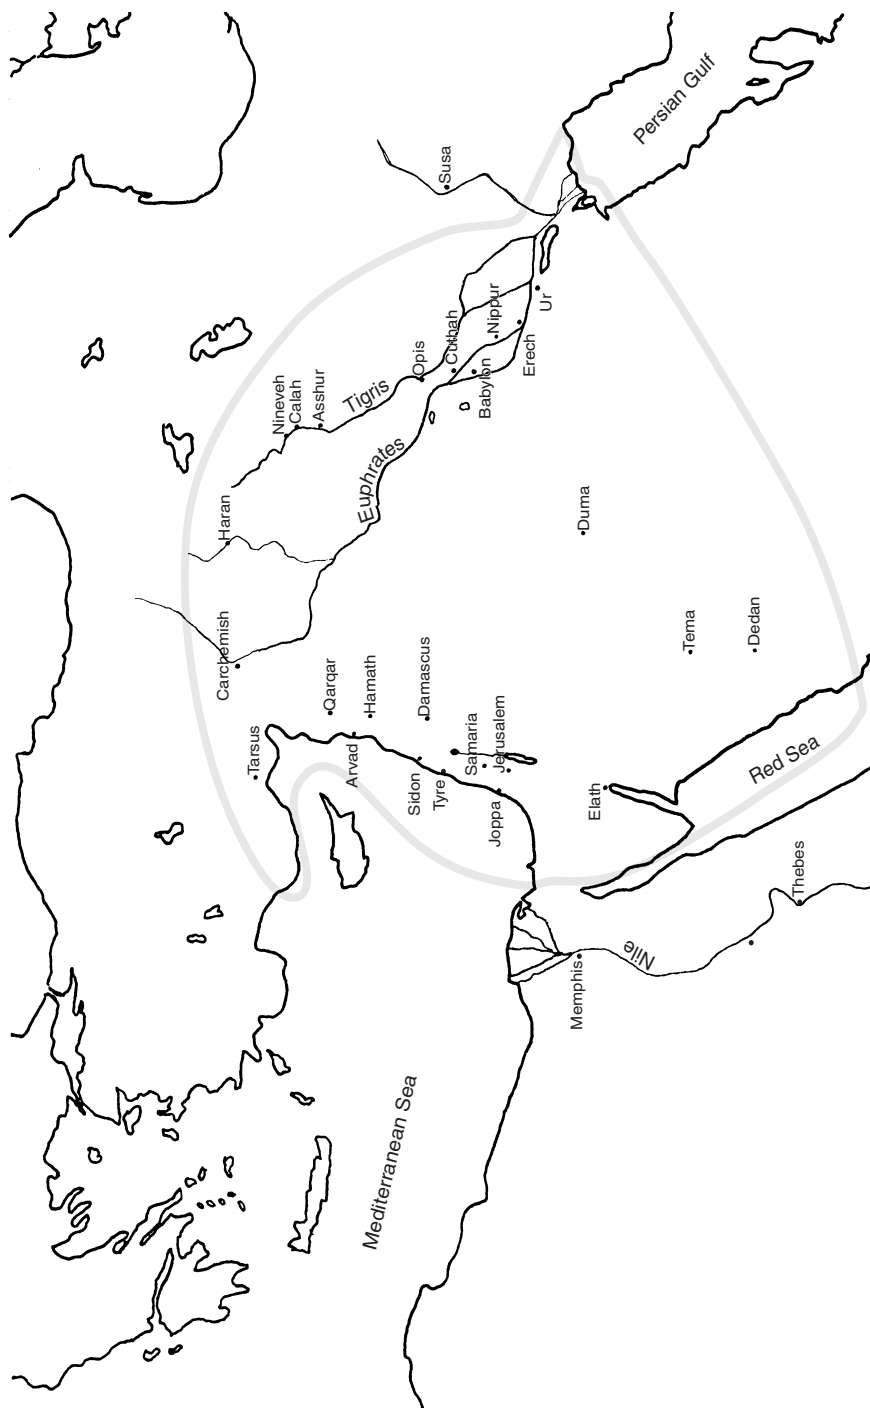 Tarsus
Carchemish
Haran
Nineveh
Calah
Asshur
Tigris
Euphrates
Opis
Cuthah
Babylon
Nippur
Erech
Ur
Susa
Persian Gulf
Qarqar
Hamath
Arvad
Damascus
Sidon
Tyre
Samaria
Jerusalem
Joppa
Elath
Duma
Tema
Dedan
Red Sea
Thebes
Nile
Memphis
Mediterranean Sea